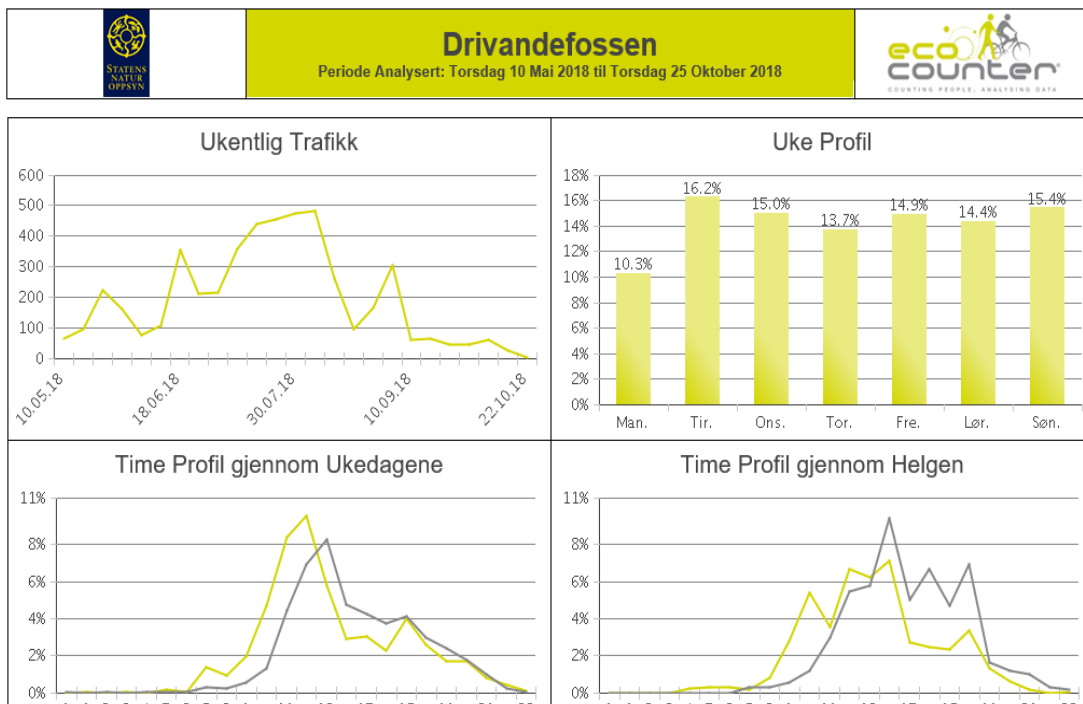 STATENS
NATUR
OPPSYN
Drivandefossen
Periode Analysert: Torsdag 10 Mai 2018 til Torsdag 25 Oktober 2018
eco
counter
COUNTING PEOPLE, ANALYSING DATA
Ukentlig Trafikk
600
500
400
300
200
100
0
10.05.18
18.06.18
30.07.18
10.09.18
22.10.18
Uke Profil
18%
16%
14%
12%
10%
8%
6%
4%
2%
0%
10.3%
16.2%
15.0%
13.7%
14.9%
14.4%
15.4%
Man.
Tir.
Ons.
Tor.
Fre.
Lør.
Søn.
Time Profil gjennom Ukedagene
11%
8%
6%
4%
2%
0%
Time Profil gjennom Helgen
11%
8%
6%
4%
2%
0%